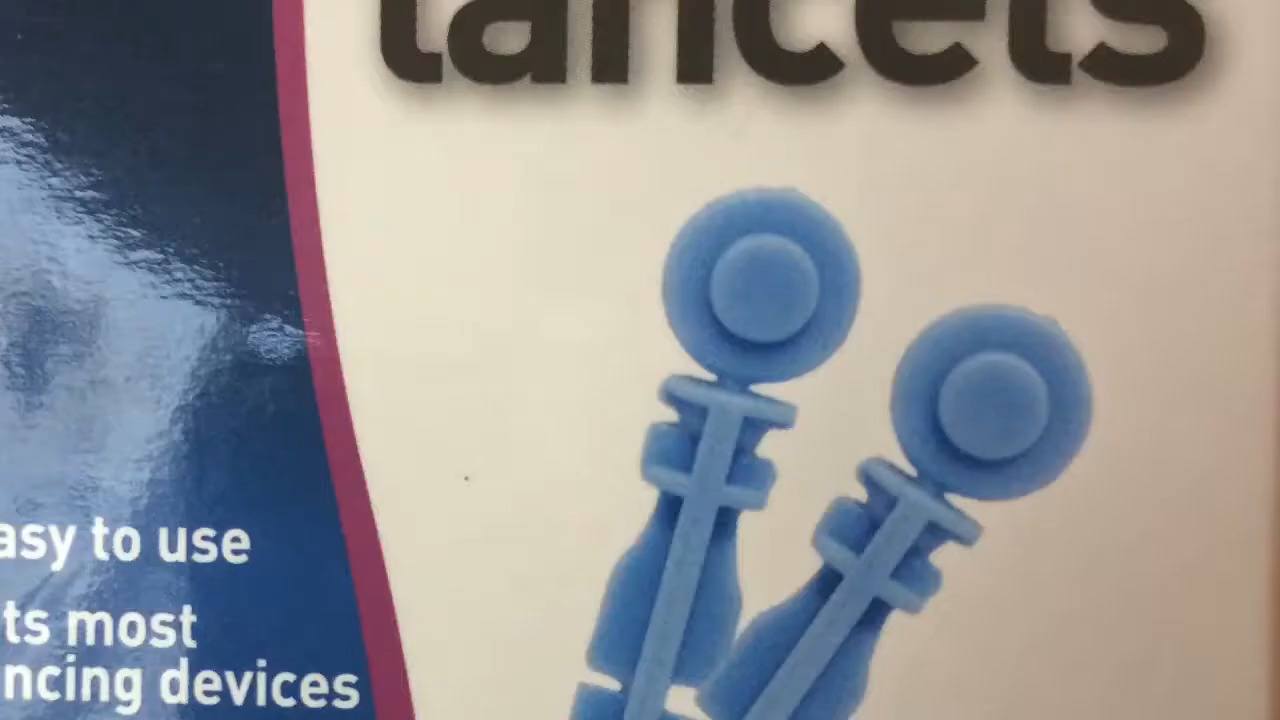 lancets
asy to use
ts most
ncing devices